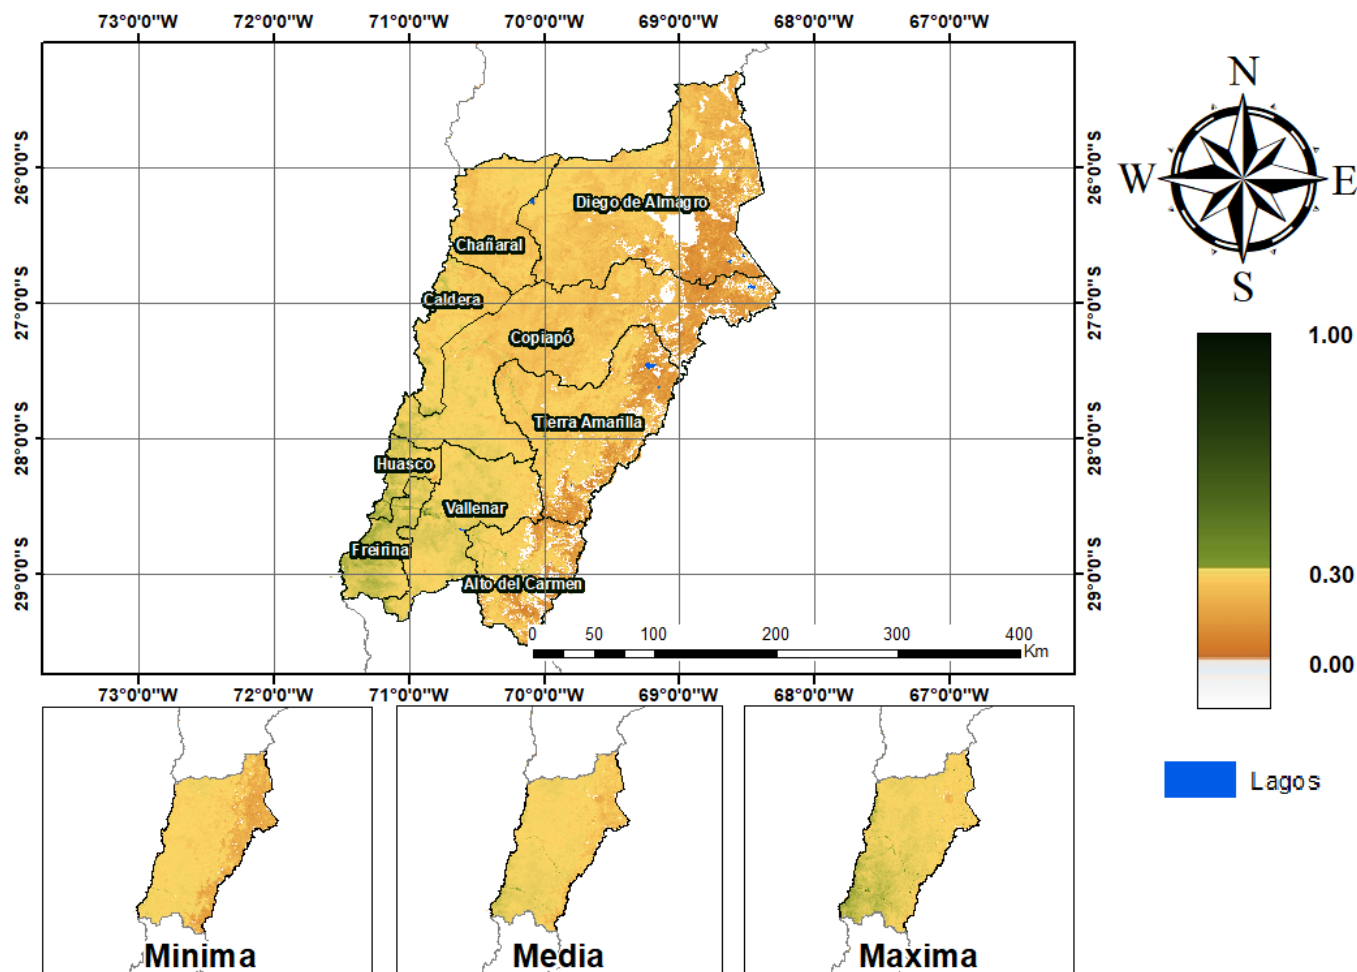 73°0'0"W 72°0'0"W 71°0'0"W 70°0'0"W 69°0'0"W 68°0'0"W 67°0'0"W
N
W E
S
26°0'0"S 26°0'0"S
Diego de Almagro
Chañaral
27°0'0"S Caldera 27°0'0"S
Copiapó
1.00
Tierra Amarilla
28°0'0"S 28°0'0"S
Huasco
Vallenar
Freirina
29°0'0"S Alto del Carmen 29°0'0"S
0.30
0 50 100 200 300 400
Km
0.00
73°0'0"W 72°0'0"W 71°0'0"W 70°0'0"W 69°0'0"W 68°0'0"W 67°0'0"W
Lagos
Minima Media Maxima